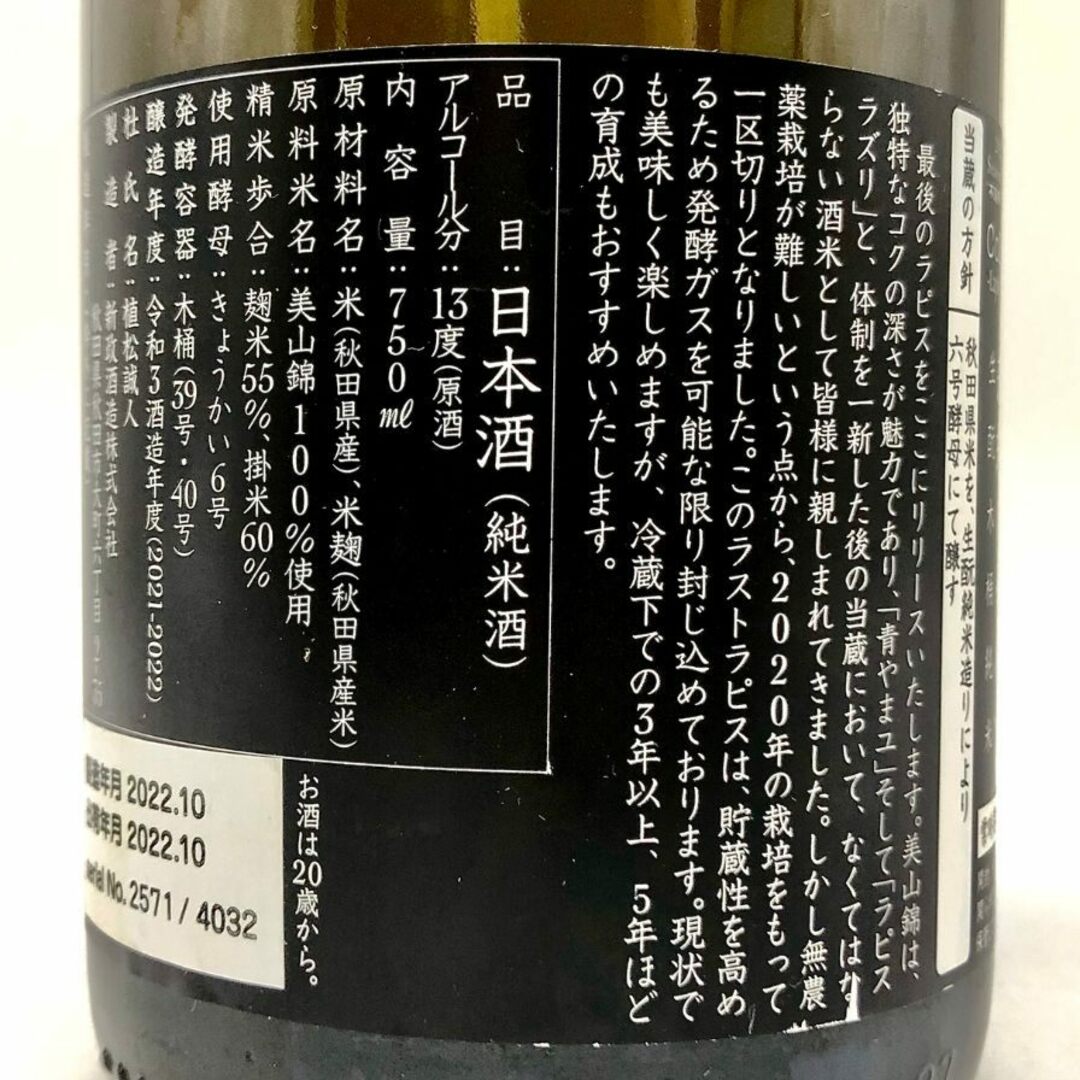 当蔵の方針
秋田県米を、生酛純米造りにより
六号酵母にて、醸す
最後のラピスをここにリリースいたします。美山錦は、
独特なコクの深さが魅力であり、「青やまユ」そして「ラピス
ラズリ」と、体制を一新した後の当蔵において、なくてはな
らない酒米として皆様に親しまれてきました。しかし無農
薬栽培が難しいという点から、2020年の栽培をもって
一区切りとなりました。このラストラピスは、貯蔵性を高め
るため発酵ガスを可能な限り封じ込めております。現状で
も美味しく楽しめますが、冷蔵下での3年以上、5年ほど
の育成もおすすめいたします。
品目:日本酒(純米酒)
アルコール分:13度(原酒)
内容量:750㎖
原材料名:米(秋田県産)、米麹(秋田県産米)
原料米名:美山錦100%使用
精米歩合:麹米55%、掛米60%
使用酵母:きょうかい6号
発酵容器:木桶(39号・40号)
醸造年度:令和3酒造年度(2021-2022)
杜氏名:植松誠人
製造者:新政酒造株式会社
秋田県秋田市大町六丁目
お酒は20歳から。
年月 2022.10
年月 2022.10
Serial No. 2571 / 4032